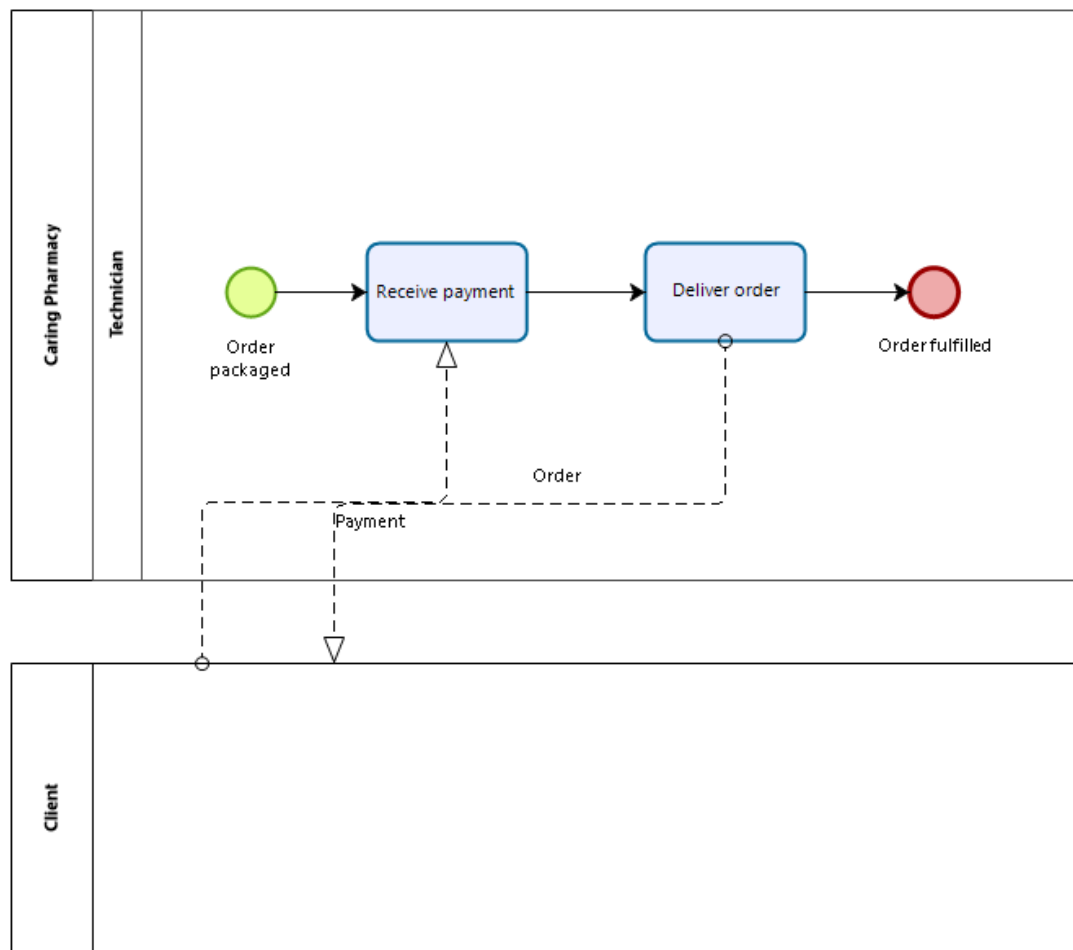 Caring Pharmacy
Technician
Order
packaged
Receive payment
Deliver order
Order fulfilled
Order
Payment
Client